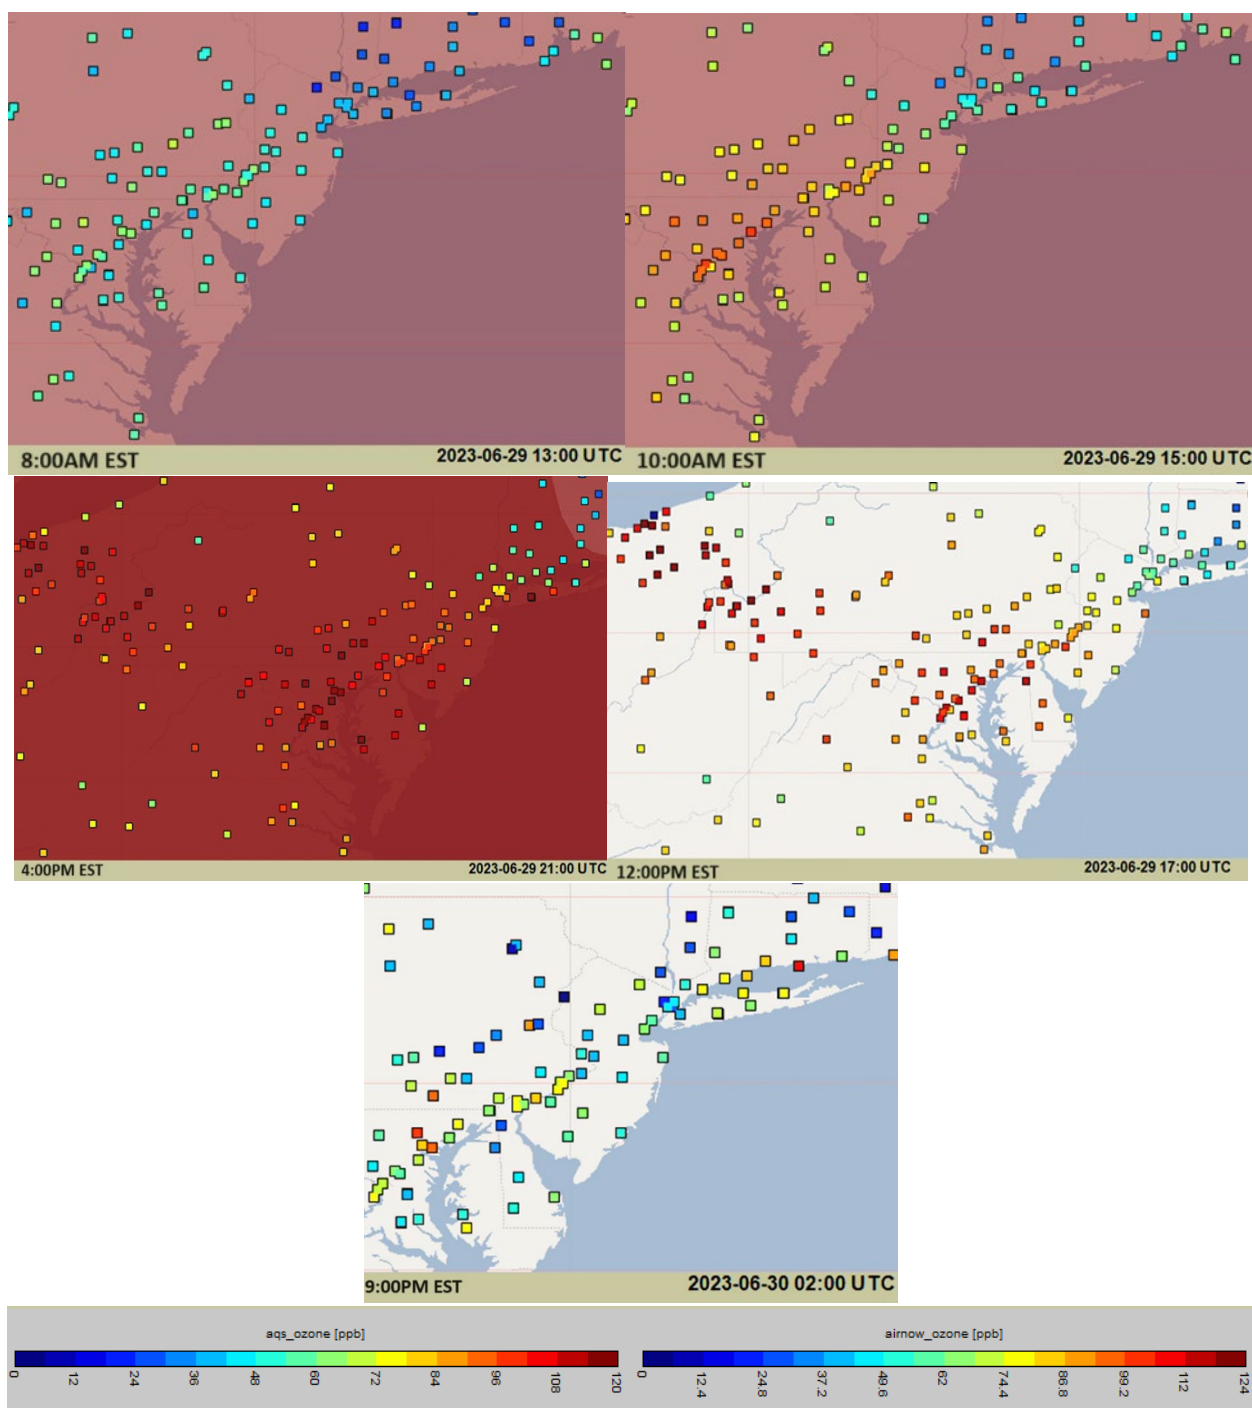 8:00AM EST
2023-06-29 13:00 UTC
10:00AM EST
2023-06-29 15:00 UTC
4:00PM EST
2023-06-29 21:00 UTC
12:00PM EST
2023-06-29 17:00 UTC
9:00PM EST
2023-06-30 02:00 UTC
aqs_ozone [ppb]
0 12 24 36 48 60 72 84 96 108 120
airnow_ozone [ppb]
0 12.4 24.8 37.2 49.6 62 74.4 86.8 99.2 112 124